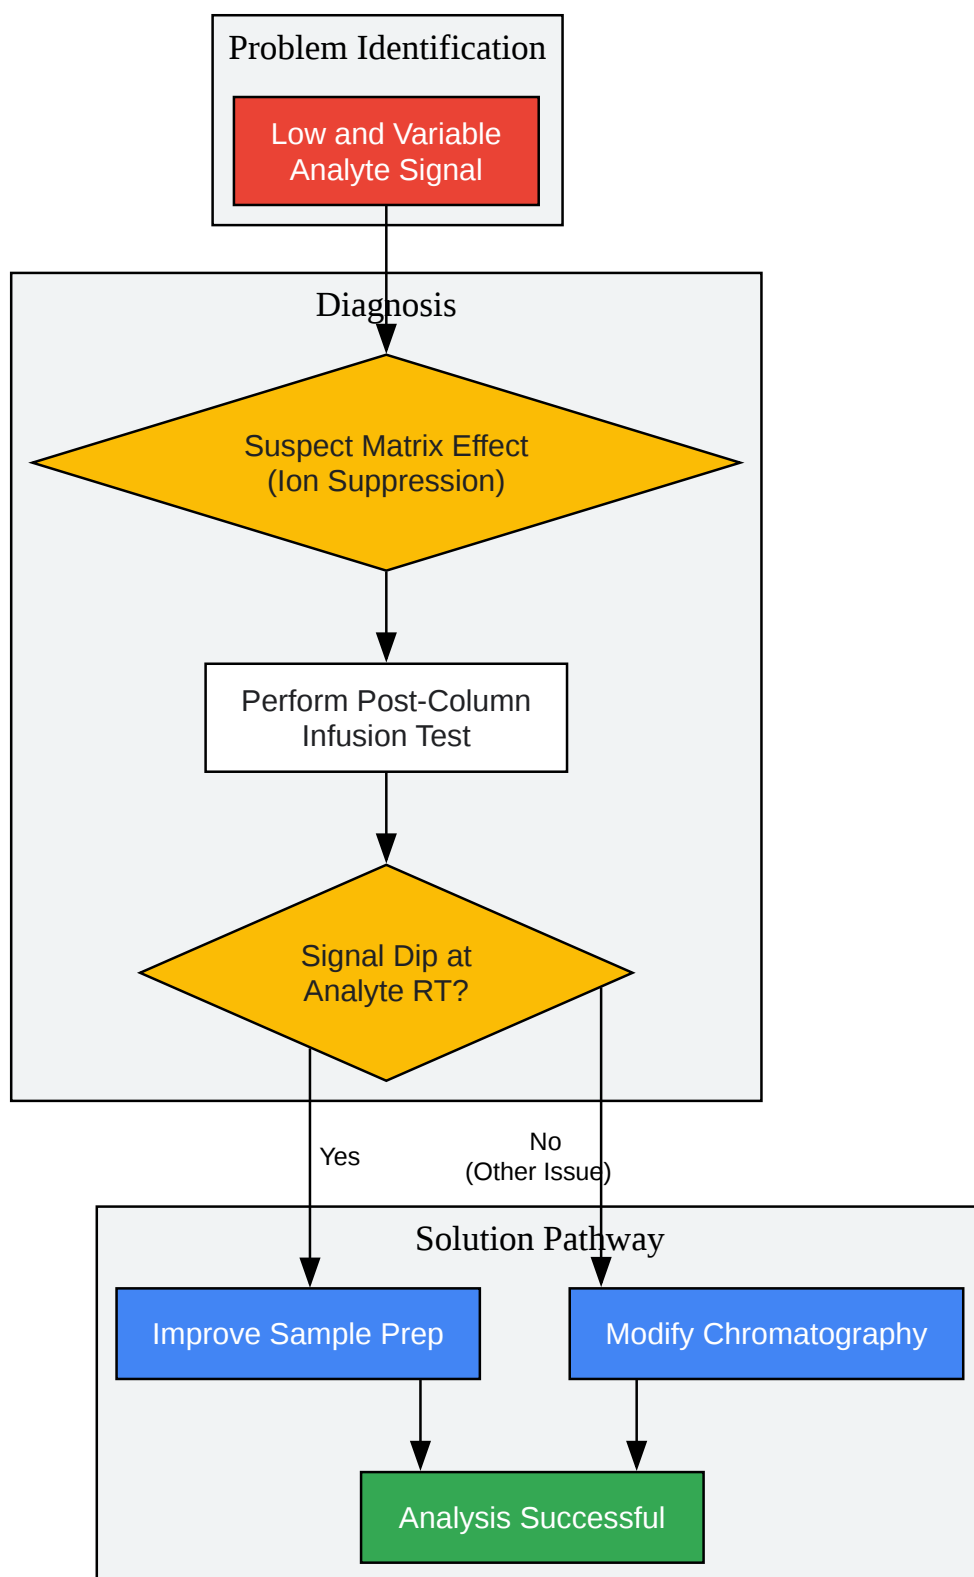 Problem Identification
Low and Variable
Analyte Signal
Diagnosis
Suspect Matrix Effect
(Ion Suppression)
Perform Post-Column
Infusion Test
Signal Dip at
Analyte RT?
Yes
No
(Other Issue)
Solution Pathway
Improve Sample Prep
Modify Chromatography
Analysis Successful